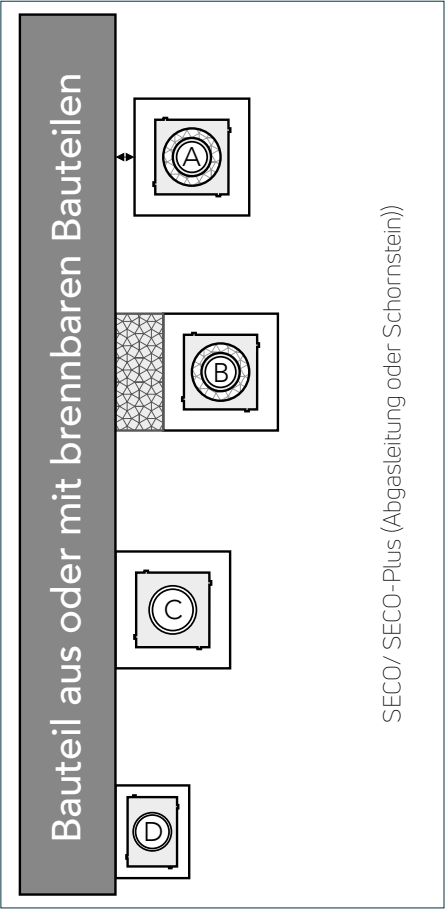 Bauteil aus oder mit brennbaren Bauteilen
A
B
C
D
SECO/ SECO-Plus (Abgasleitung oder Schornstein))